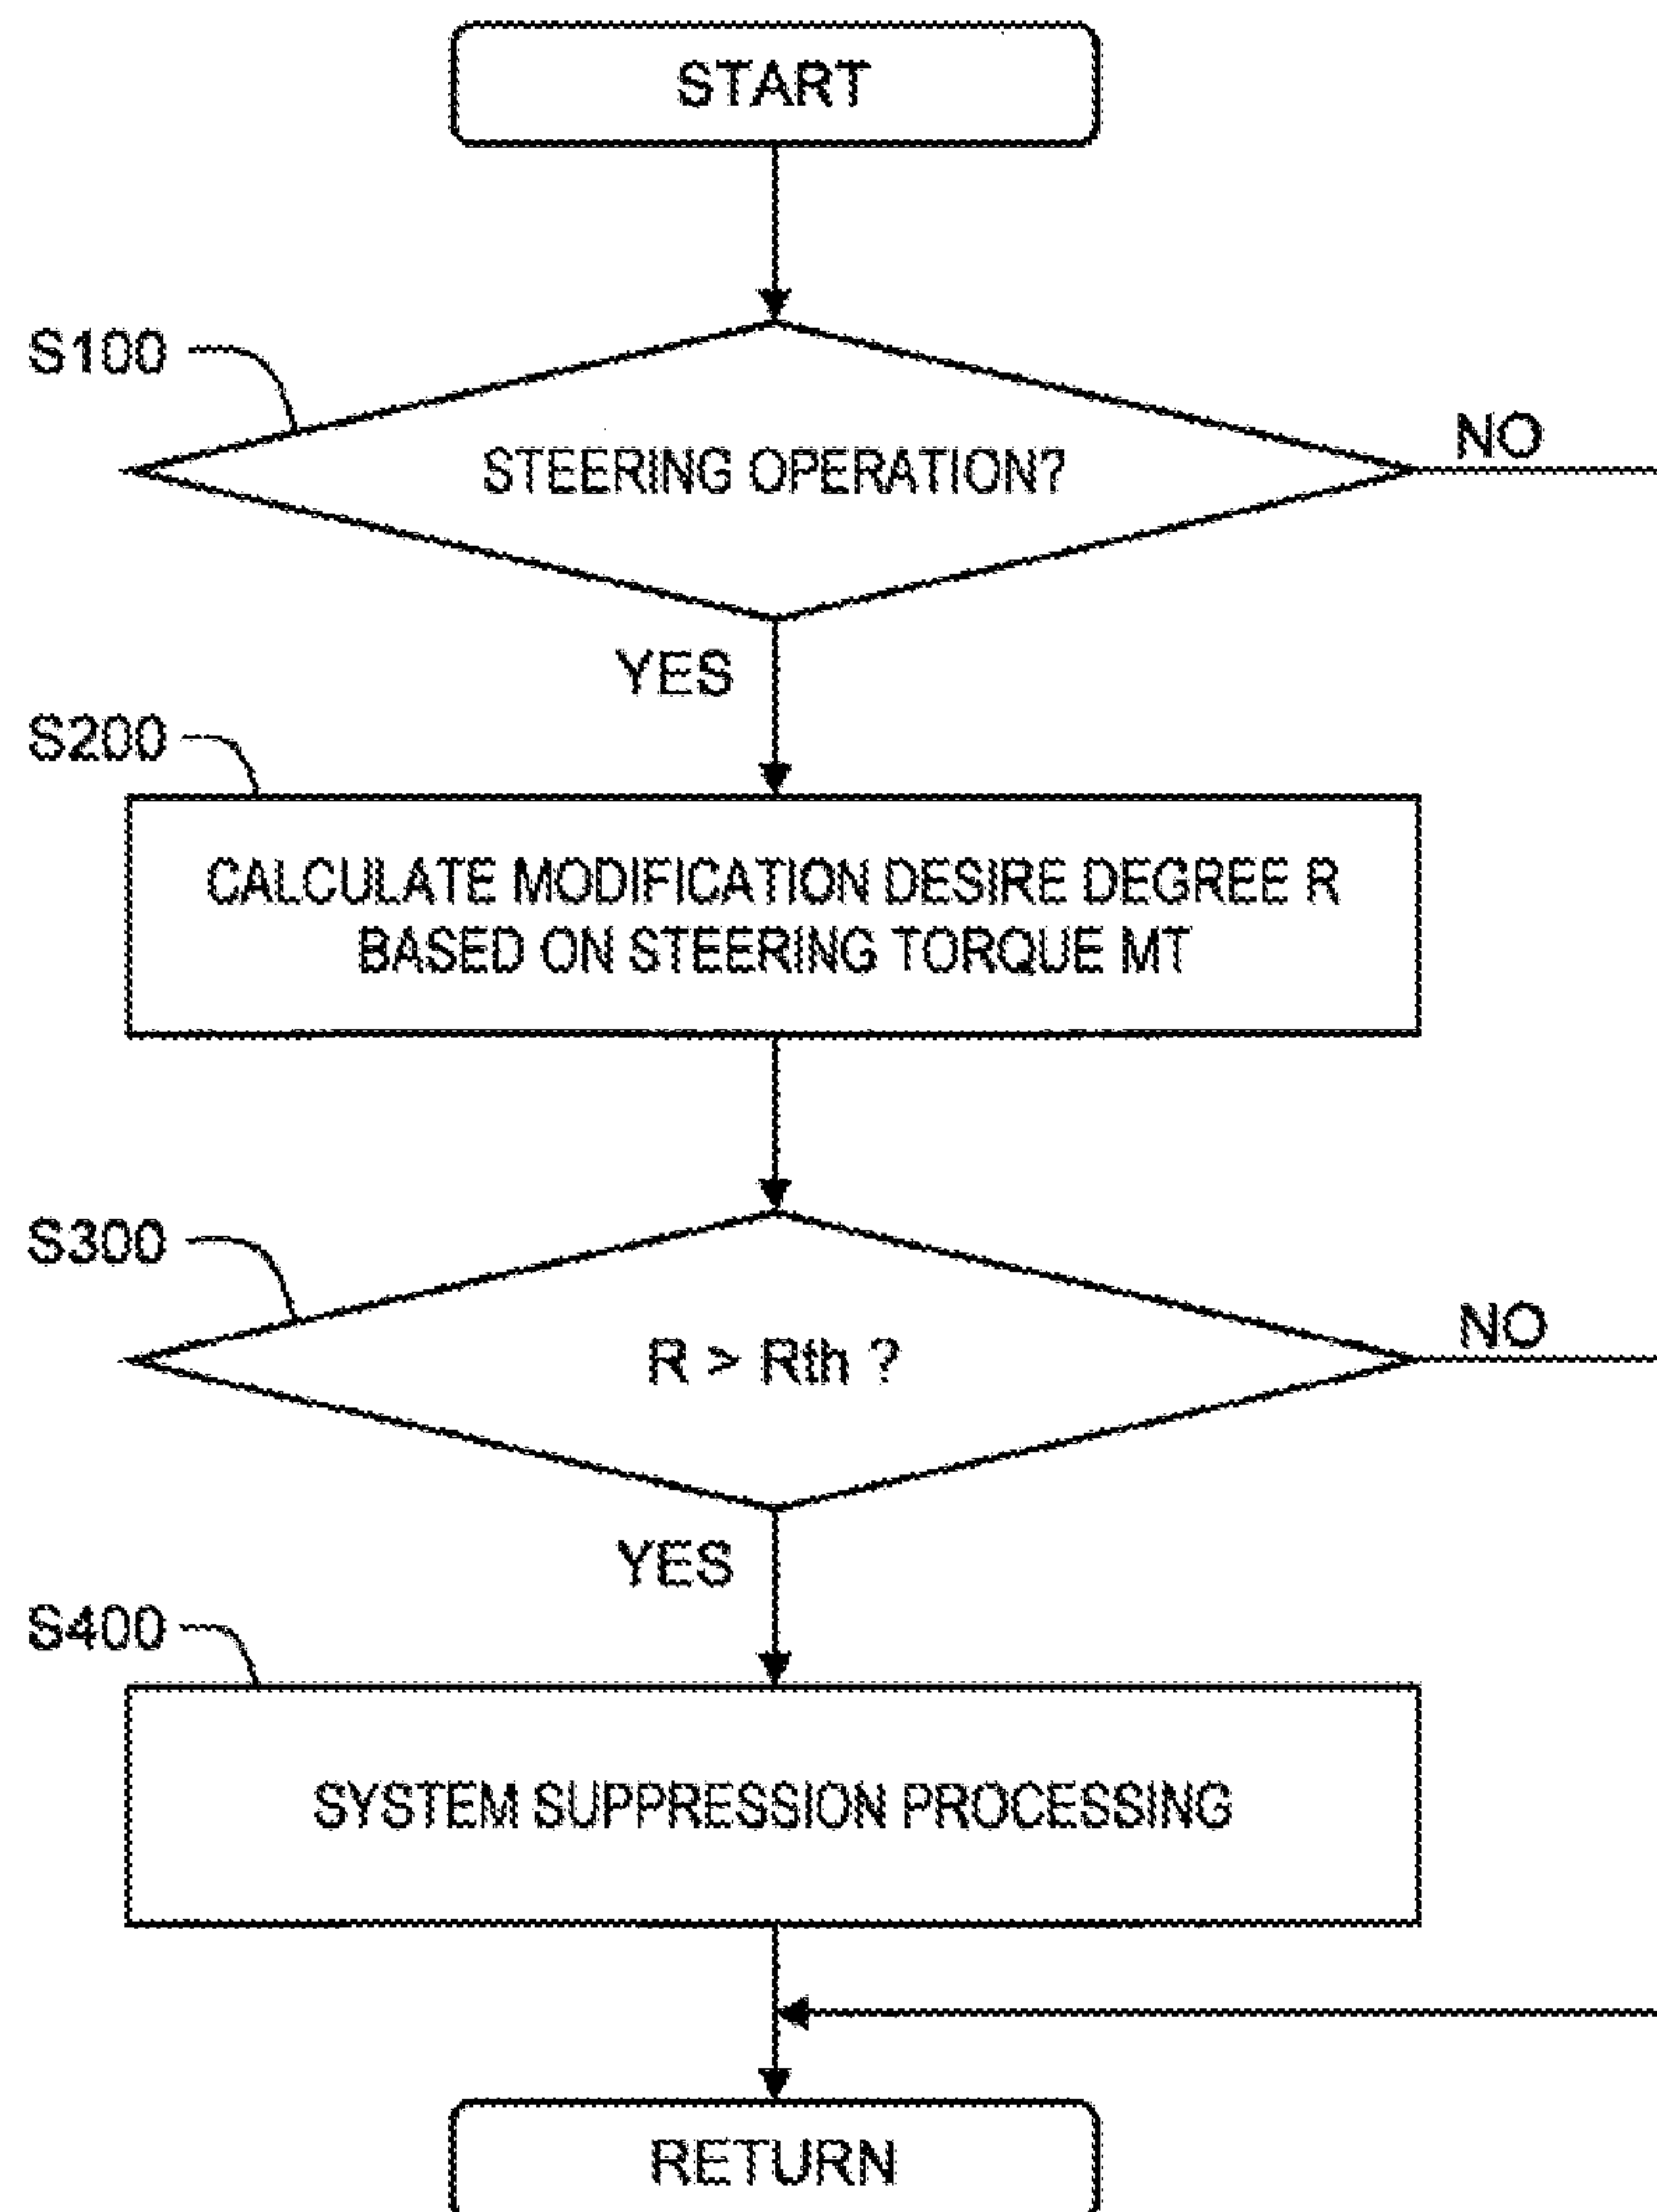 START
S100
NO
STEERING OPERATION?
YES
S200
CALCULATE MODIFICATION DESIRE DEGREE R
BASED ON STEERING TORQUE MT
S300
NO
R > Rth ?
YES
S400
SYSTEM SUPPRESSION PROCESSING
RETURN